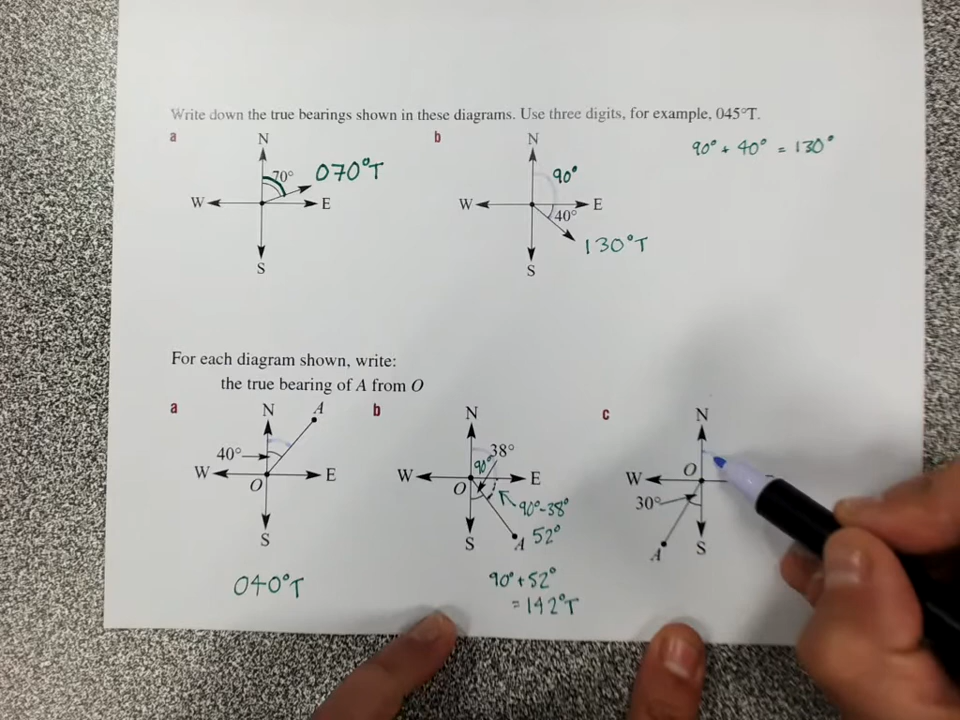 Write down the true bearings shown in these diagrams. Use three digits, for example, 045°T.
a
N
70°
070°T
W
E
S
b
N
90°
W
E
40°
130°T
S
90° + 40° = 130°
For each diagram shown, write:
the true bearing of A from O
a
N
A
40°
W
E
O
S
040°T
b
N
38°
90°
W
E
O
90°-38°
S
A
52°
90°+52°
=142°T
c
N
O
W
30°
A
S